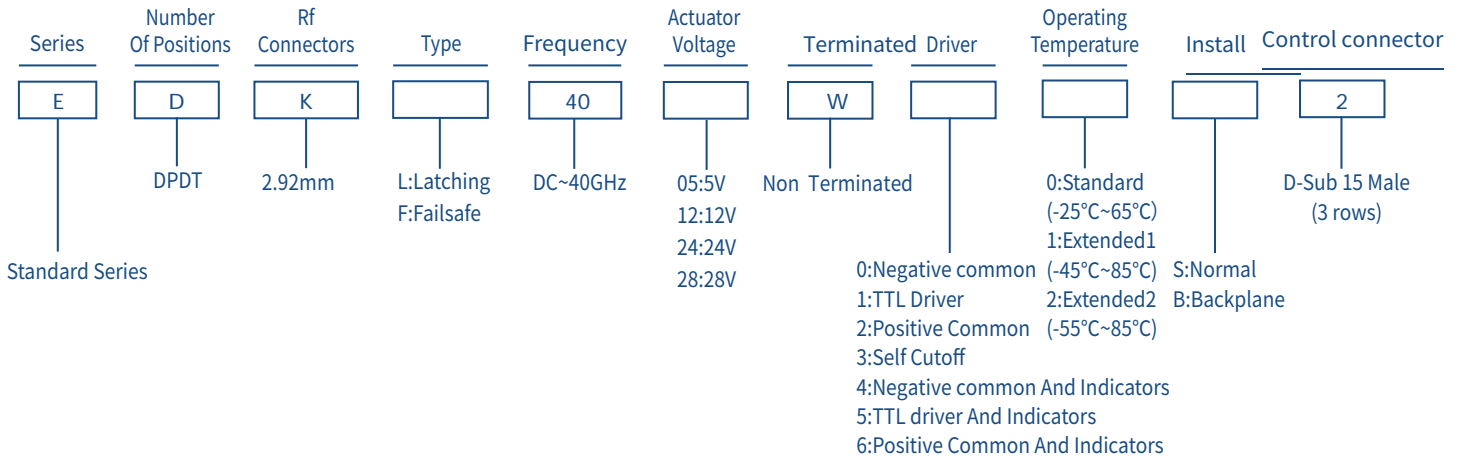 Series
Number
Of Positions
Rf
Connectors
Type
Frequency
Actuator
Voltage
Terminated
Driver
Operating
Temperature
Install
Control connector
E
D
K
40
W
2
Standard Series
DPDT
2.92mm
L:Latching
F:Failsafe
DC~40GHz
05:5V
12:12V
24:24V
28:28V
Non Terminated
0:Negative common
1:TTL Driver
2:Positive Common
3:Self Cutoff
4:Negative common And Indicators
5:TTL driver And Indicators
6:Positive Common And Indicators
0:Standard
(-25°C~65°C)
1:Extended1
(-45°C~85°C)
2:Extended2
(-55°C~85°C)
S:Normal
B:Backplane
D-Sub 15 Male
(3 rows)